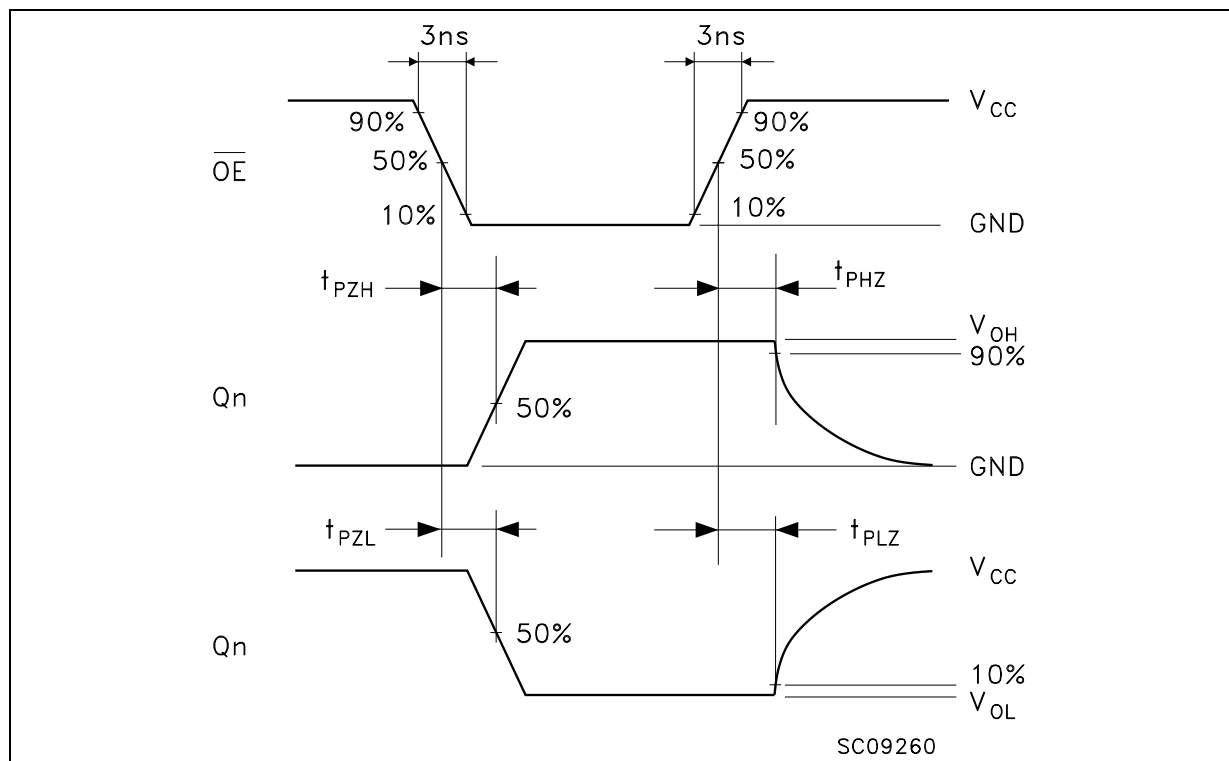 3ns 3ns
V_CC
90% 90%
O̅E̅ 50% 50%
10% 10%
GND
t_PZH t_PHZ
V_OH
90%
Qn 50%
GND
t_PZL t_PLZ
V_CC
Qn 50%
10%
V_OL
SC09260